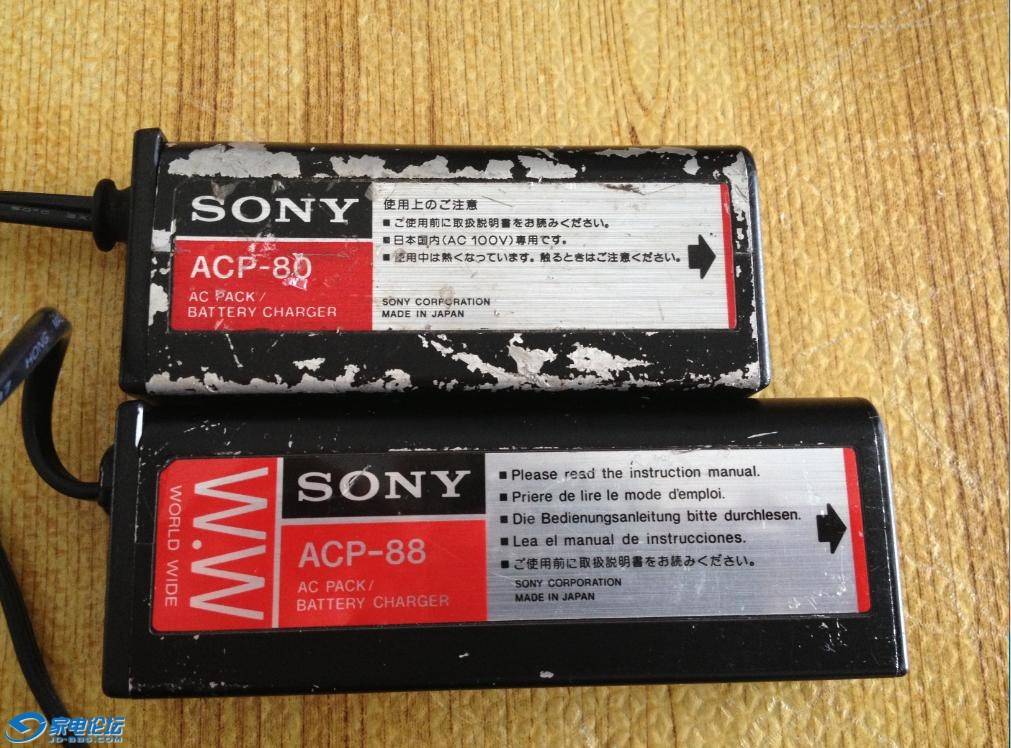 SONY
ACP-80
AC PACK/
BATTERY CHARGER
使用上のご注意
■ ご使用前に取扱説明書をお読みください。
■ 日本国内(AC 100V)専用です。
■ 使用中は熱くなっています。触るときはご注意ください。
SONY CORPORATION
MADE IN JAPAN
HONG
W.W
WORLD WIDE
SONY
ACP-88
AC PACK/
BATTERY CHARGER
■ Please read the instruction manual.
■ Priere de lire le mode d'emploi.
■ Die Bedienungsanleitung bitte durchlesen.
■ Lea el manual de instrucciones.
■ ご使用前に取扱説明書をお読みください。
SONY CORPORATION
MADE IN JAPAN
家电论坛
JD-BBS.COM